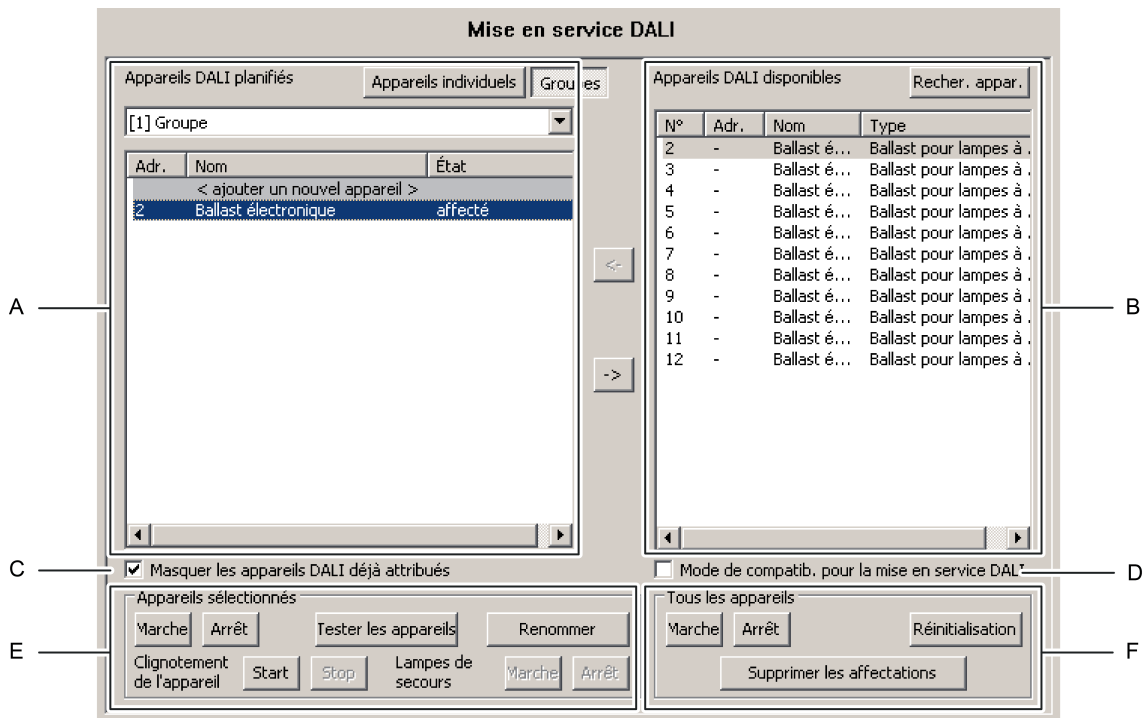 Mise en service DALI
Appareils DALI planifiés
Appareils individuels
Groupes
[1] Groupe
Adr. Nom État
< ajouter un nouvel appareil >
2 Ballast électronique affecté
<-
->
Appareils DALI disponibles
Recher. appar.
N° Adr. Nom Type
2 - Ballast é... Ballast pour lampes à .
3 - Ballast é... Ballast pour lampes à .
4 - Ballast é... Ballast pour lampes à .
5 - Ballast é... Ballast pour lampes à .
6 - Ballast é... Ballast pour lampes à .
7 - Ballast é... Ballast pour lampes à .
8 - Ballast é... Ballast pour lampes à .
9 - Ballast é... Ballast pour lampes à .
10 - Ballast é... Ballast pour lampes à .
11 - Ballast é... Ballast pour lampes à .
12 - Ballast é... Ballast pour lampes à .
A
B
C
Masquer les appareils DALI déjà attribués
Mode de compatib. pour la mise en service DALI
D
E
Appareils sélectionnés
Marche Arrêt Tester les appareils Renommer
Clignotement de l'appareil Start Stop Lampes de secours Marche Arrêt
Tous les appareils
Marche Arrêt Réinitialisation
Supprimer les affectations
F